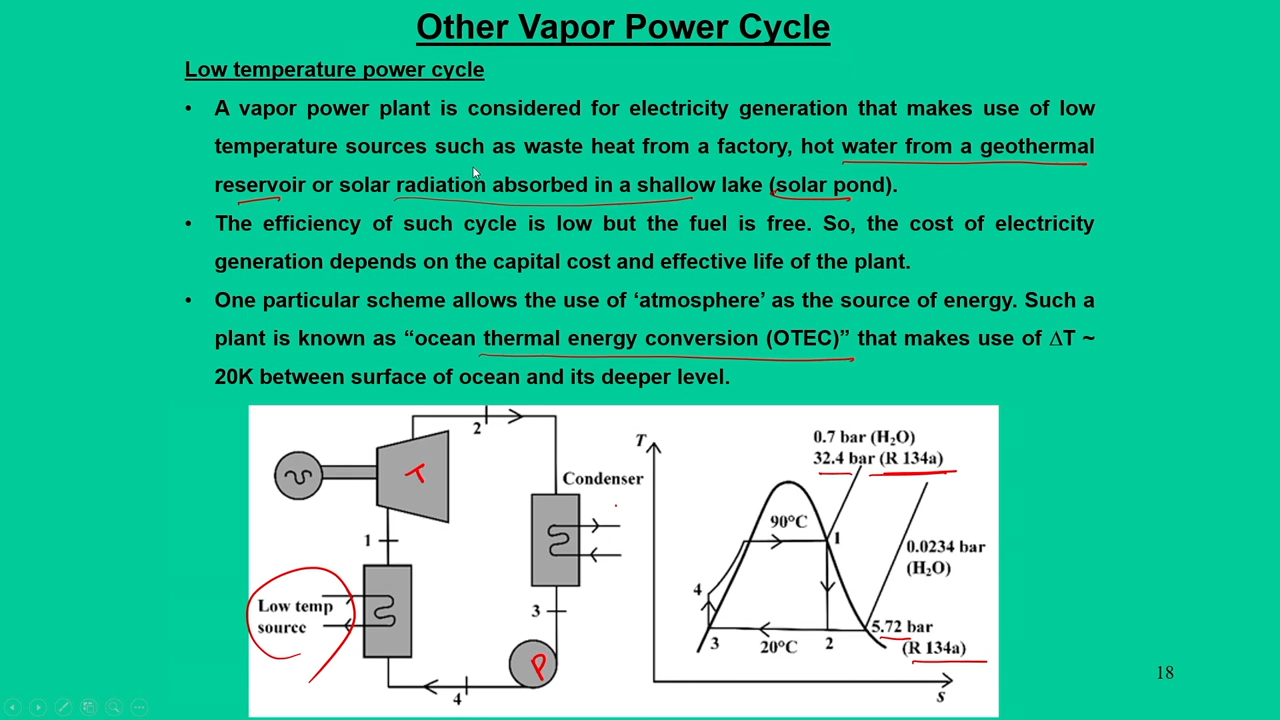 Other Vapor Power Cycle
Low temperature power cycle
• A vapor power plant is considered for electricity generation that makes use of low
temperature sources such as waste heat from a factory, hot water from a geothermal
reservoir or solar radiation absorbed in a shallow lake (solar pond).
• The efficiency of such cycle is low but the fuel is free. So, the cost of electricity
generation depends on the capital cost and effective life of the plant.
• One particular scheme allows the use of ‘atmosphere’ as the source of energy. Such a
plant is known as “ocean thermal energy conversion (OTEC)” that makes use of ΔT ~
20K between surface of ocean and its deeper level.
2
T
Condenser
1
Low temp
source
3
P
4
T
0.7 bar (H₂O)
32.4 bar (R 134a)
90°C
1
0.0234 bar
(H₂O)
4
5.72 bar
(R 134a)
3
20°C
2
s
18